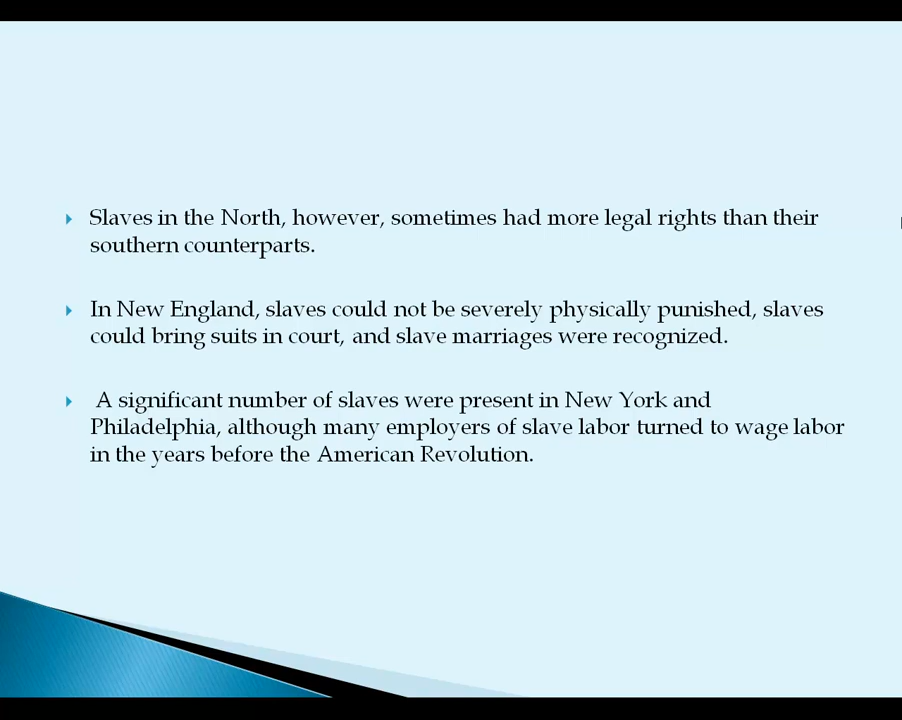 Slaves in the North, however, sometimes had more legal rights than their
southern counterparts.
In New England, slaves could not be severely physically punished, slaves
could bring suits in court, and slave marriages were recognized.
A significant number of slaves were present in New York and
Philadelphia, although many employers of slave labor turned to wage labor
in the years before the American Revolution.